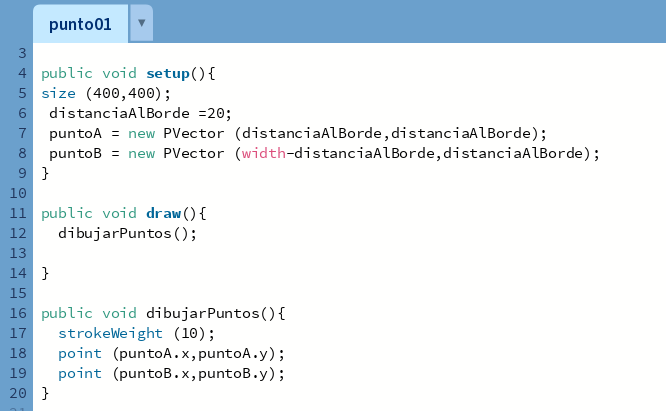 punto01 ▼
3
4 public void setup(){
5 size (400,400);
6  distanciaAlBorde =20;
7  puntoA = new PVector (distanciaAlBorde,distanciaAlBorde);
8  puntoB = new PVector (width-distanciaAlBorde,distanciaAlBorde);
9 }
10
11 public void draw(){
12   dibujarPuntos();
13
14 }
15
16 public void dibujarPuntos(){
17   strokeWeight (10);
18   point (puntoA.x,puntoA.y);
19   point (puntoB.x,puntoB.y);
20 }